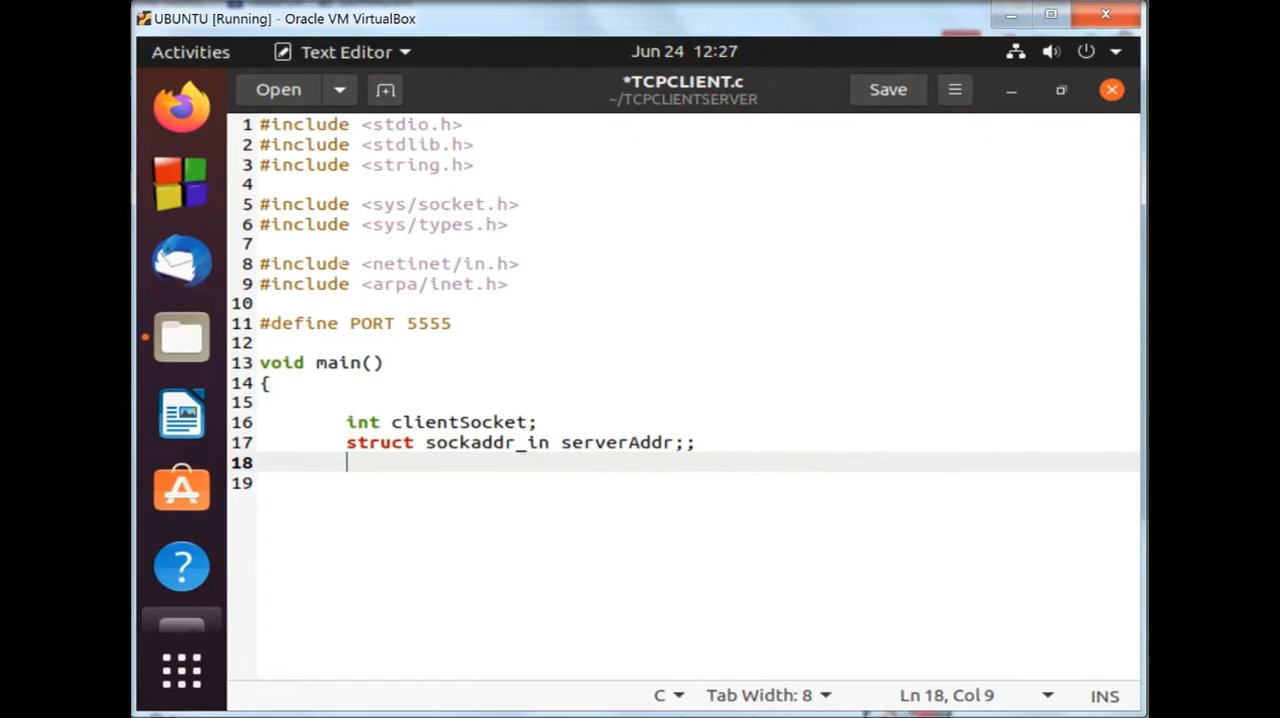 UBUNTU [Running] - Oracle VM VirtualBox
Activities Text Editor Jun 24 12:27
Open *TCPCLIENT.c Save
~/TCPCLIENTSERVER
1 #include <stdio.h>
2 #include <stdlib.h>
3 #include <string.h>
4
5 #include <sys/socket.h>
6 #include <sys/types.h>
7
8 #include <netinet/in.h>
9 #include <arpa/inet.h>
10
11 #define PORT 5555
12
13 void main()
14 {
15
16 int clientSocket;
17 struct sockaddr_in serverAddr;;
18
19
C Tab Width: 8 Ln 18, Col 9 INS